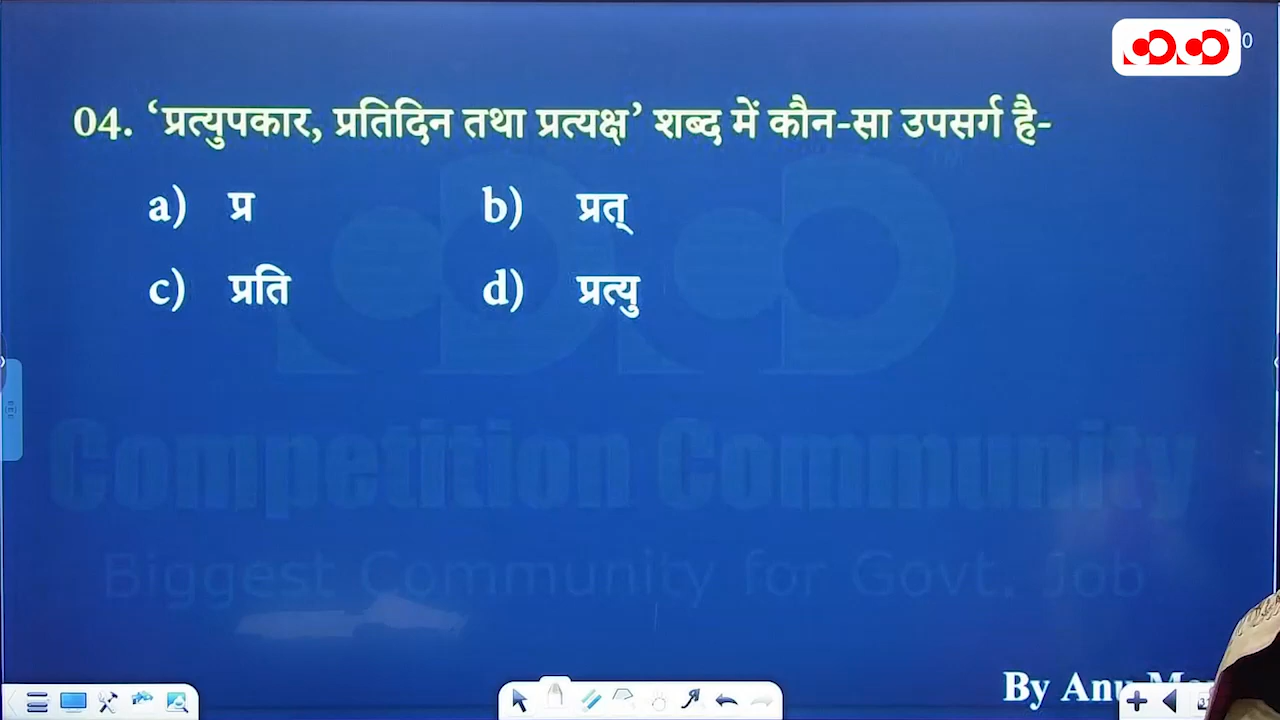 04. ‘प्रत्युपकार, प्रतिदिन तथा प्रत्यक्ष’ शब्द में कौन-सा उपसर्ग है-
a) प्र b) प्रत्
c) प्रति d) प्रत्यु
Competition Community
Biggest Community for Govt. Job
By Anu